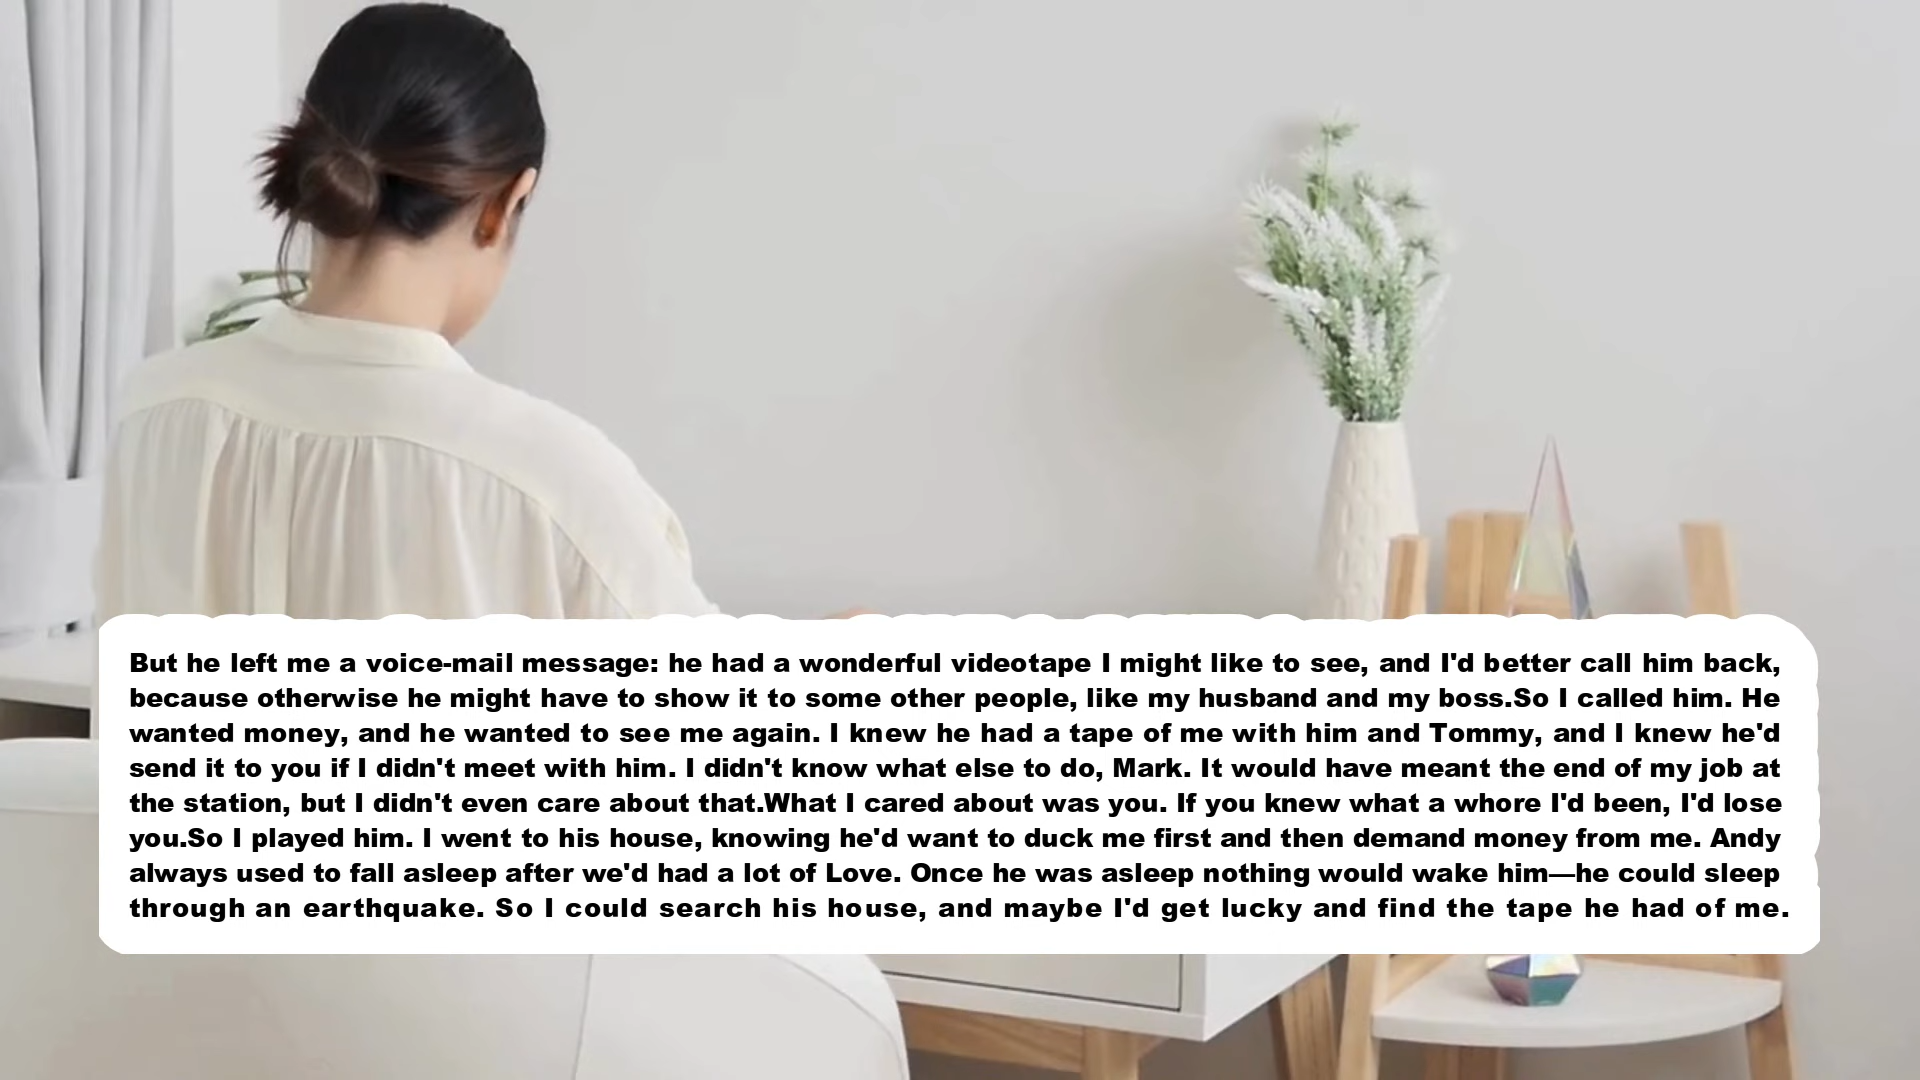 But he left me a voice-mail message: he had a wonderful videotape I might like to see, and I'd better call him back,
because otherwise he might have to show it to some other people, like my husband and my boss.So I called him. He
wanted money, and he wanted to see me again. I knew he had a tape of me with him and Tommy, and I knew he'd
send it to you if I didn't meet with him. I didn't know what else to do, Mark. It would have meant the end of my job at
the station, but I didn't even care about that.What I cared about was you. If you knew what a whore I'd been, I'd lose
you.So I played him. I went to his house, knowing he'd want to duck me first and then demand money from me. Andy
always used to fall asleep after we'd had a lot of Love. Once he was asleep nothing would wake him—he could sleep
through an earthquake. So I could search his house, and maybe I'd get lucky and find the tape he had of me.